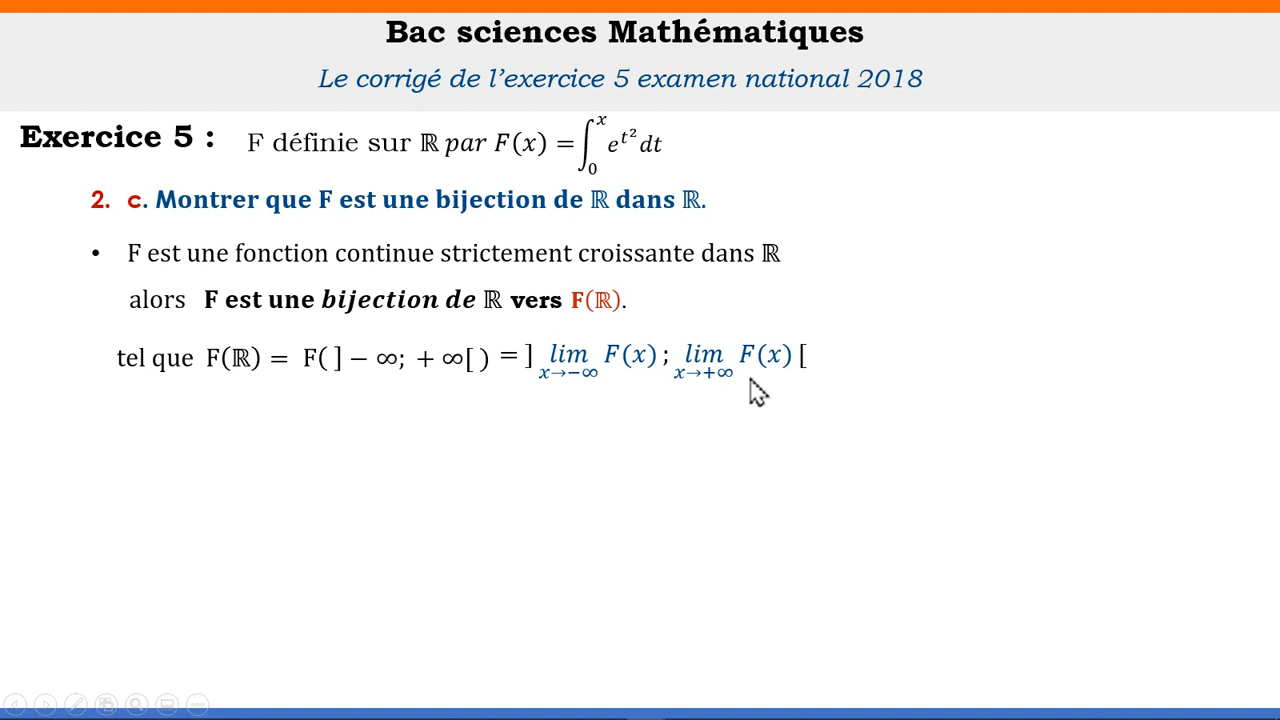 Bac sciences Mathématiques
Le corrigé de l'exercice 5 examen national 2018
Exercice 5 : F définie sur ℝ par F(x) = ∫₀ˣ e^{t²} dt
2. c. Montrer que F est une bijection de ℝ dans ℝ.
• F est une fonction continue strictement croissante dans ℝ
alors F est une bijection de ℝ vers F(ℝ).
tel que F(ℝ) = F( ] − ∞; + ∞[ ) = ] lim_{x→−∞} F(x) ; lim_{x→+∞} F(x) [